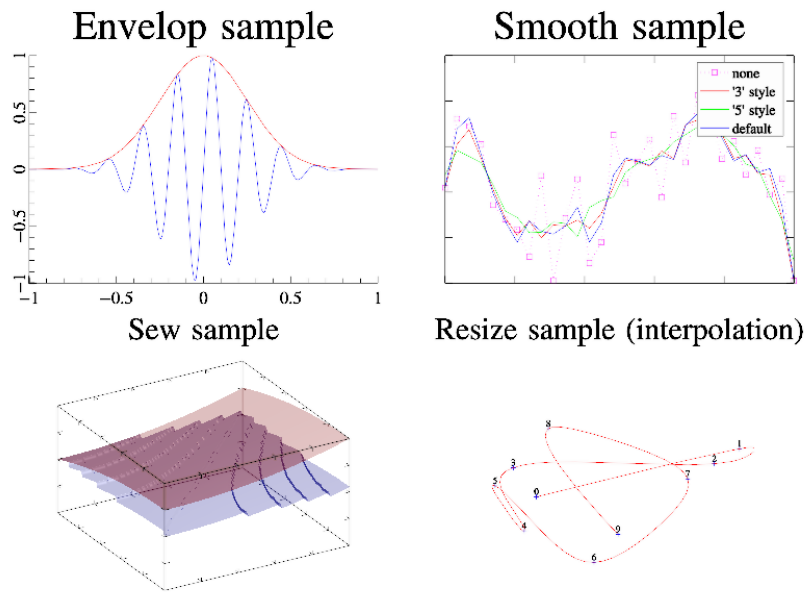 Envelop sample
Smooth sample
1
0.5
0
−0.5
−1
−1
−0.5
0
0.5
1
none
'3' style
'5' style
default
Sew sample
Resize sample (interpolation)
8
1
3
2
5
7
0
4
9
6